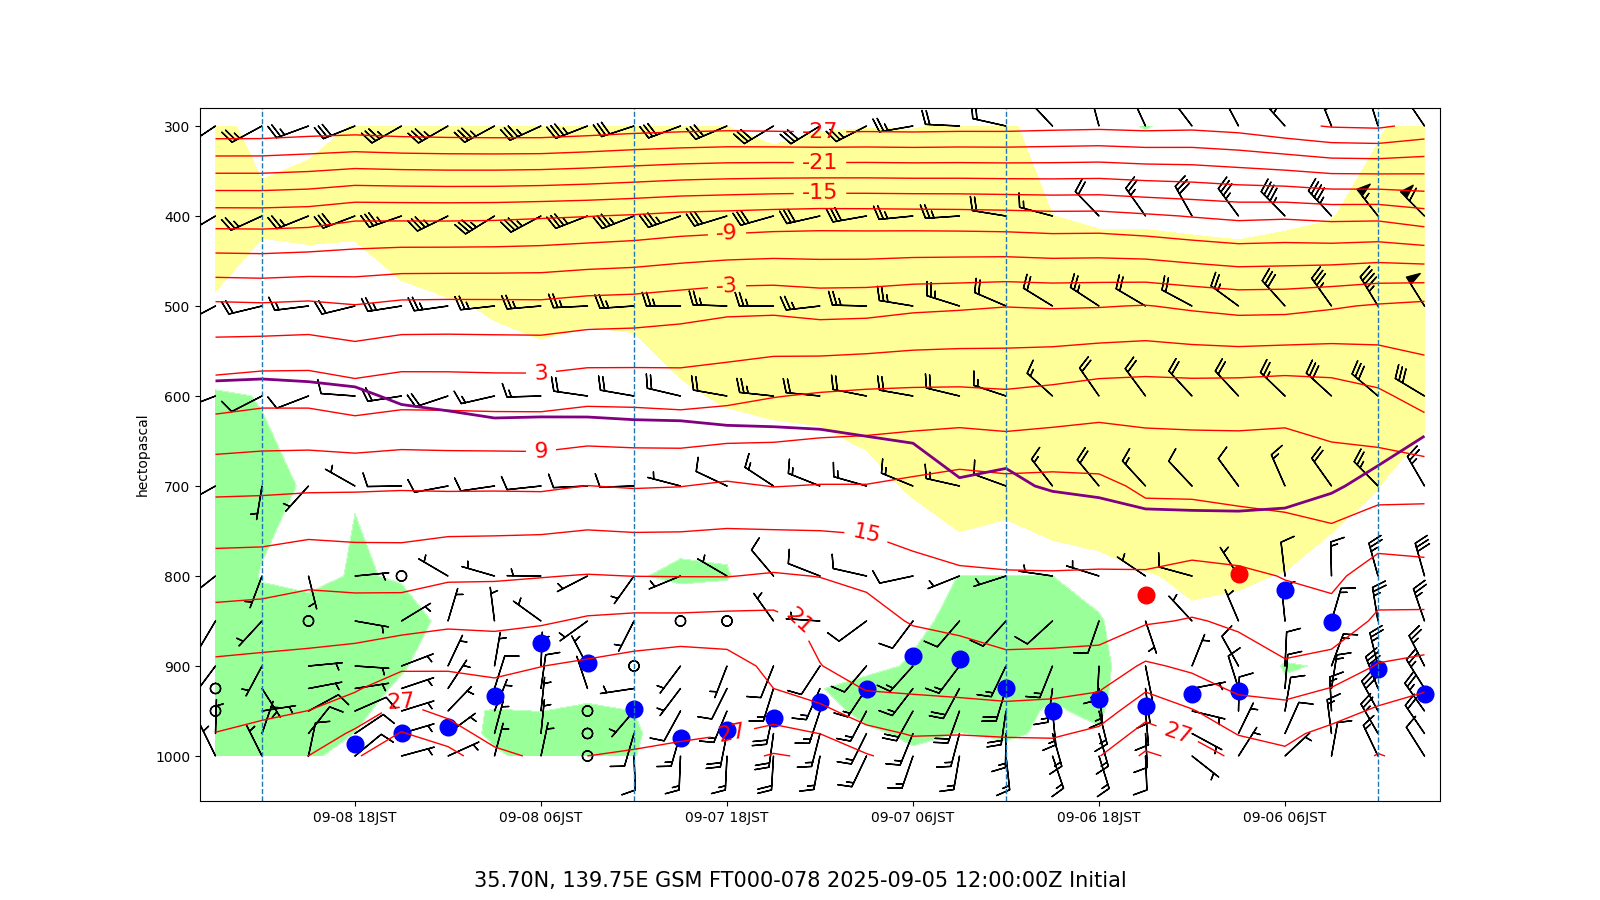 300
400
500
600
700
800
900
1000
hectopascal
-27
-21
-15
-9
-3
3
9
15
21
27
27
27
09-08 18JST
09-08 06JST
09-07 18JST
09-07 06JST
09-06 18JST
09-06 06JST
35.70N, 139.75E GSM FT000-078 2025-09-05 12:00:00Z Initial